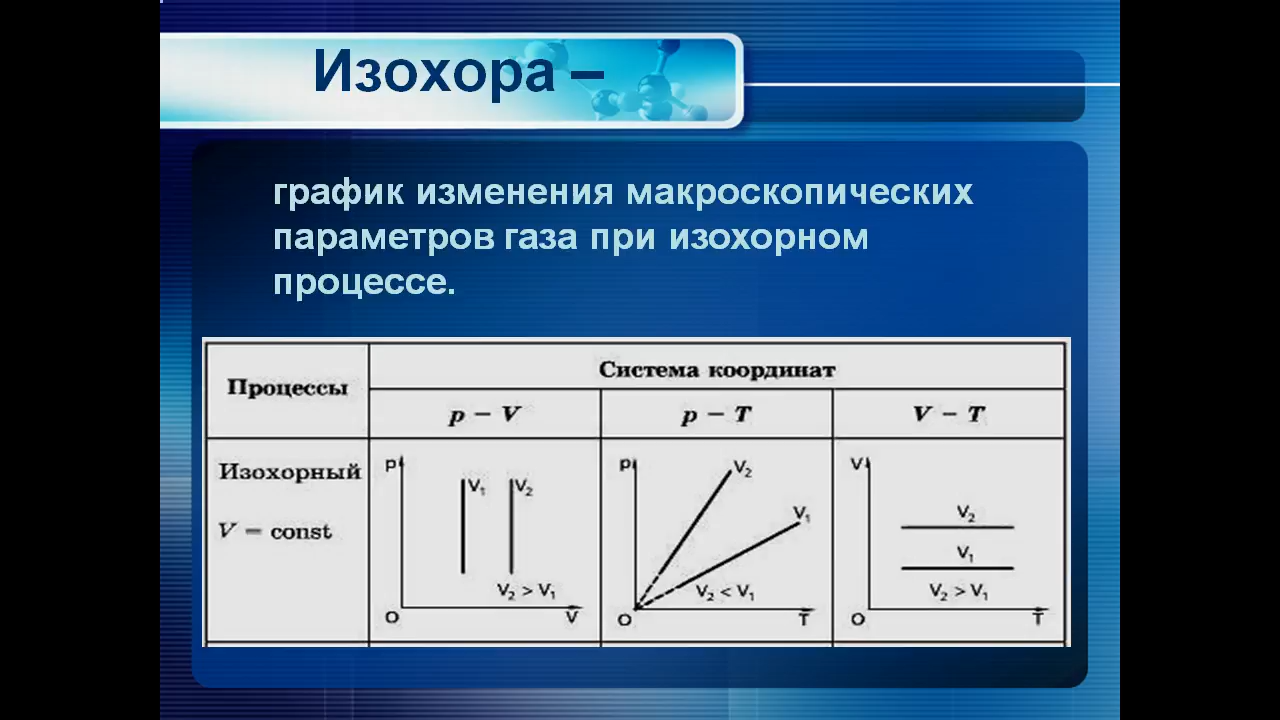 Изохора –
график изменения макроскопических
параметров газа при изохорном
процессе.
Процессы
Система координат
p – V
p – T
V – T
Изохорный
V = const
P
V₁
V₂
V₂ > V₁
O
V
P
V₂
V₁
V₂ < V₁
O
T
V
V₂
V₁
V₂ > V₁
O
T